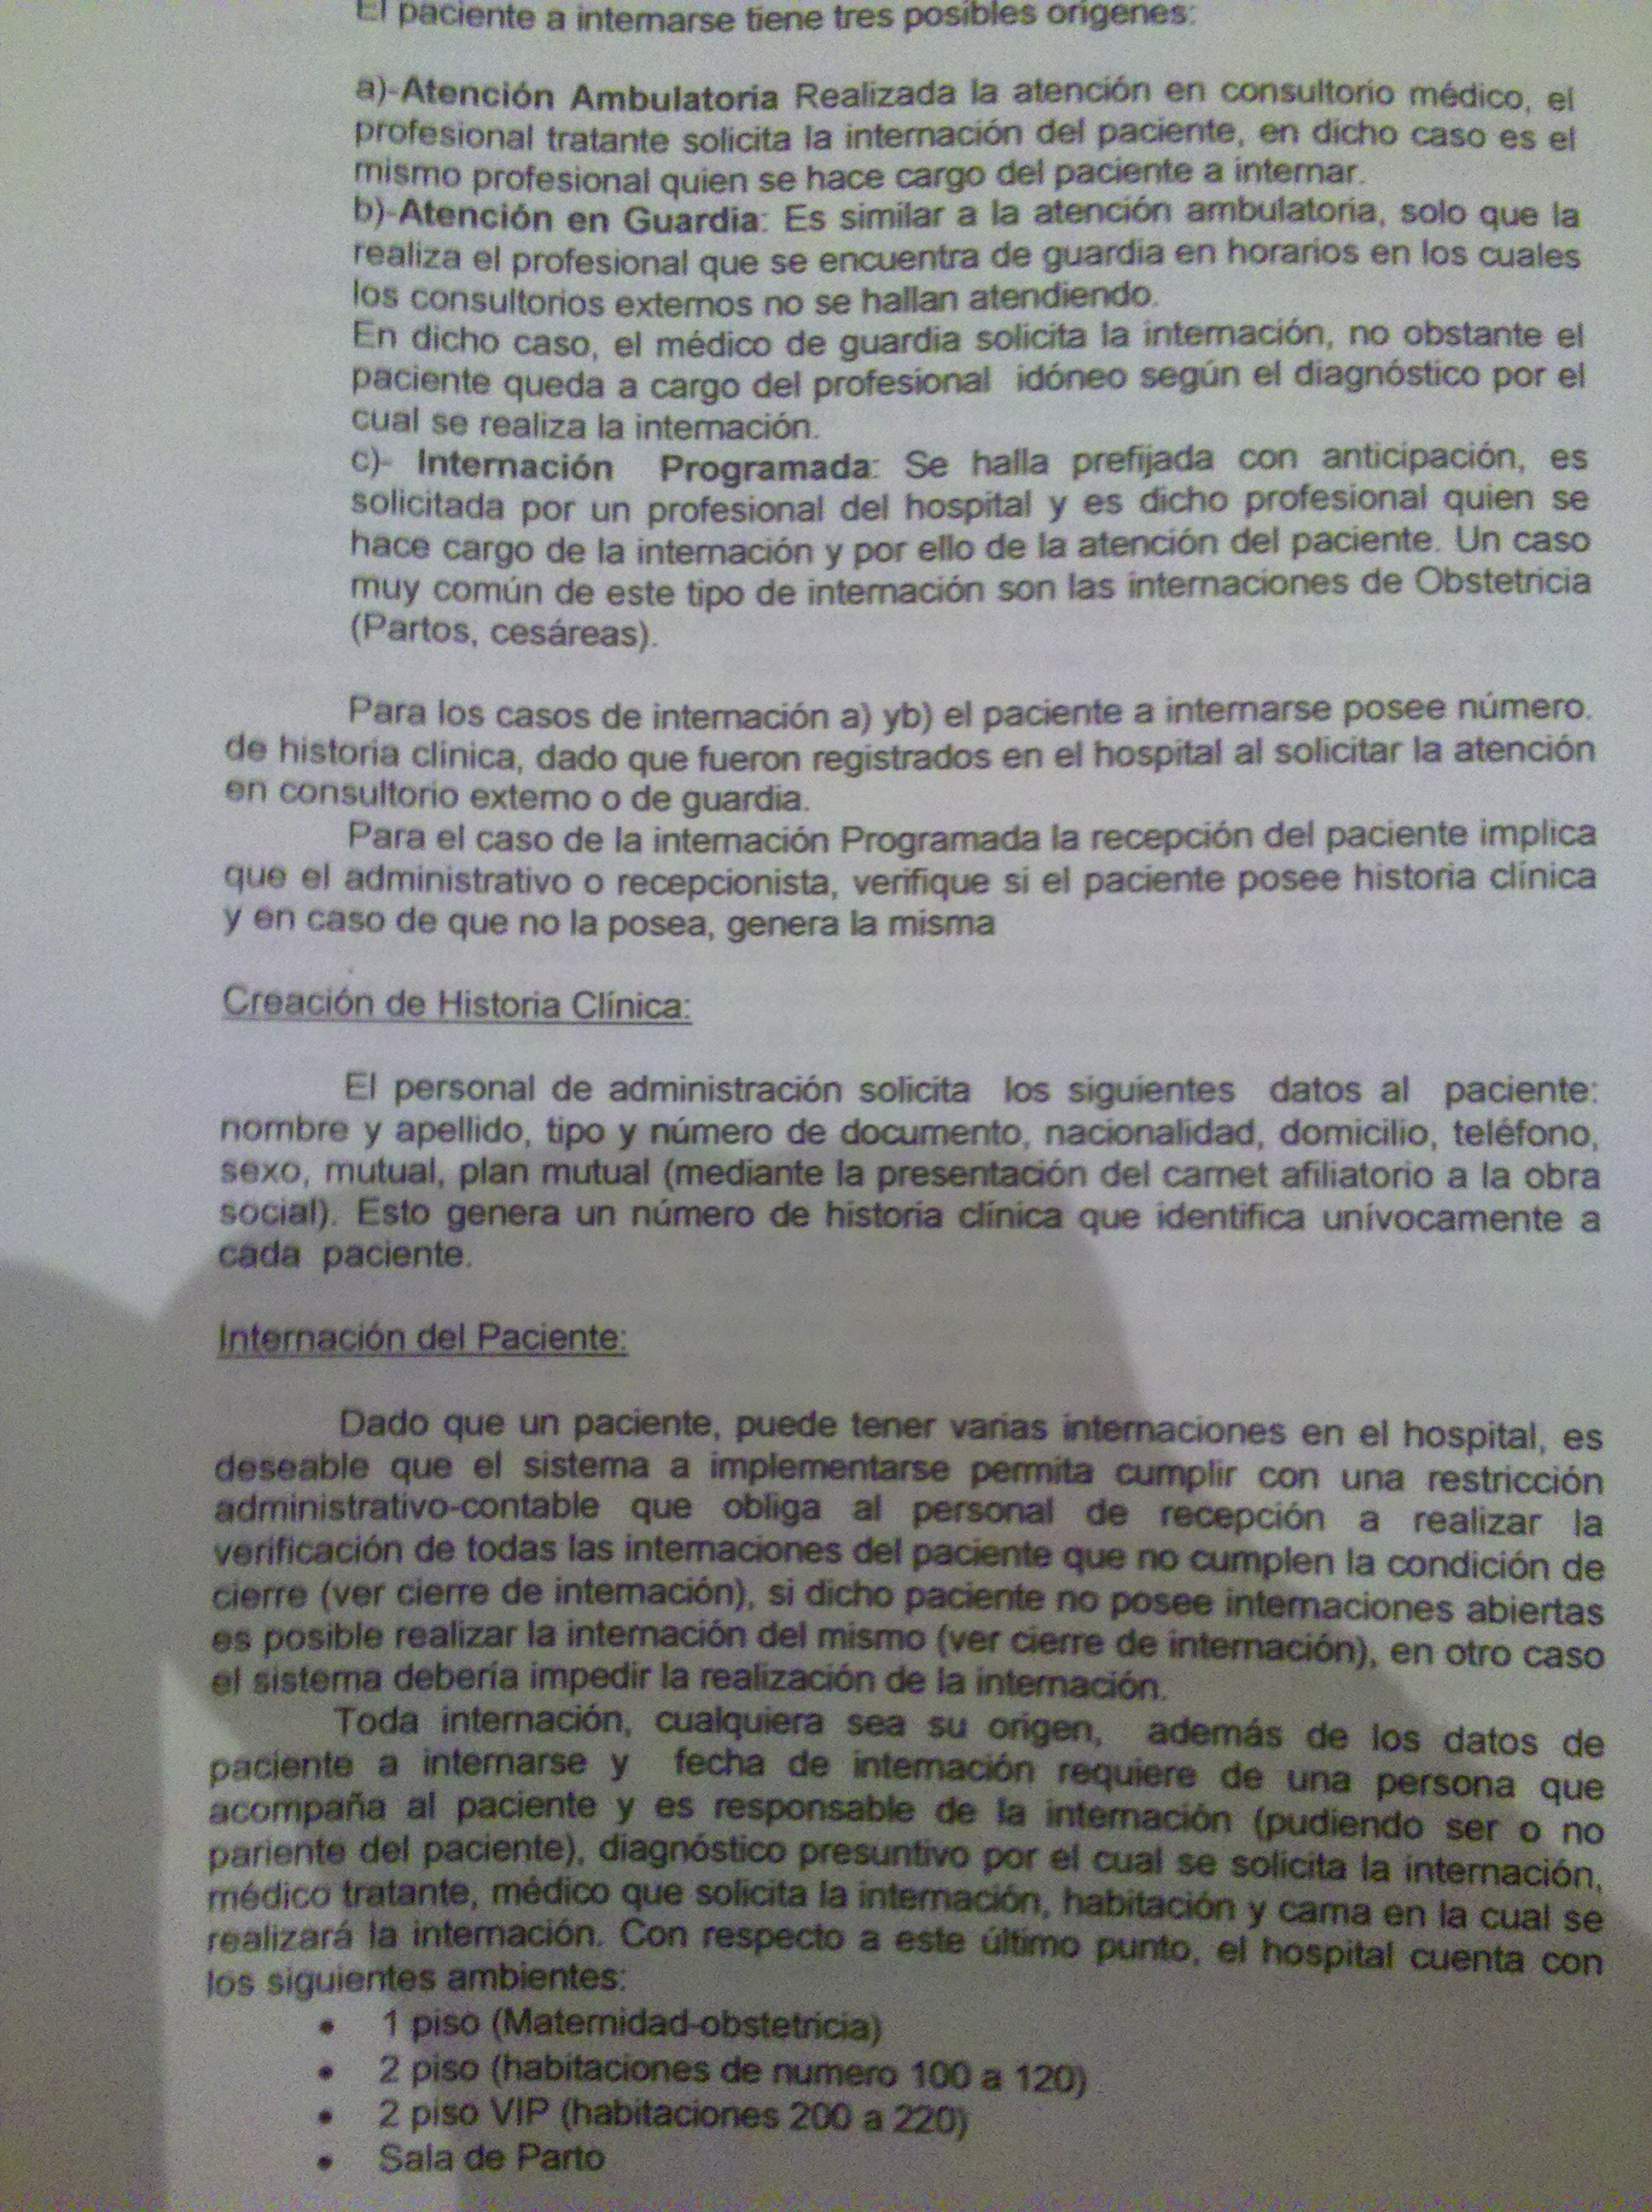 El paciente a internarse tiene tres posibles orígenes:
a)-Atención Ambulatoria Realizada la atención en consultorio médico, el
profesional tratante solicita la internación del paciente, en dicho caso es el
mismo profesional quien se hace cargo del paciente a internar.
b)-Atención en Guardia: Es similar a la atención ambulatoria, solo que la
realiza el profesional que se encuentra de guardia en horarios en los cuales
los consultorios externos no se hallan atendiendo.
En dicho caso, el médico de guardia solicita la internación, no obstante el
paciente queda a cargo del profesional idóneo según el diagnóstico por el
cual se realiza la internación.
c)- Internación Programada: Se halla prefijada con anticipación, es
solicitada por un profesional del hospital y es dicho profesional quien se
hace cargo de la internación y por ello de la atención del paciente. Un caso
muy común de este tipo de internación son las internaciones de Obstetricia
(Partos, cesáreas).
Para los casos de internación a) yb) el paciente a internarse posee número.
de historia clínica, dado que fueron registrados en el hospital al solicitar la atención
en consultorio externo o de guardia.
Para el caso de la internación Programada la recepción del paciente implica
que el administrativo o recepcionista, verifique si el paciente posee historia clínica
y en caso de que no la posea, genera la misma
Creación de Historia Clínica:
El personal de administración solicita los siguientes datos al paciente:
nombre y apellido, tipo y número de documento, nacionalidad, domicilio, teléfono,
sexo, mutual, plan mutual (mediante la presentación del carnet afiliatorio a la obra
social). Esto genera un número de historia clínica que identifica unívocamente a
cada paciente.
Internación del Paciente:
Dado que un paciente, puede tener varias internaciones en el hospital, es
deseable que el sistema a implementarse permita cumplir con una restricción
administrativo-contable que obliga al personal de recepción a realizar la
verificación de todas las internaciones del paciente que no cumplen la condición de
cierre (ver cierre de internación), si dicho paciente no posee internaciones abiertas
es posible realizar la internación del mismo (ver cierre de internación), en otro caso
el sistema debería impedir la realización de la internación.
Toda internación, cualquiera sea su origen, además de los datos de
paciente a internarse y fecha de internación requiere de una persona que
acompaña al paciente y es responsable de la internación (pudiendo ser o no
pariente del paciente), diagnóstico presuntivo por el cual se solicita la internación,
médico tratante, médico que solicita la internación, habitación y cama en la cual se
realizará la internación. Con respecto a este último punto, el hospital cuenta con
los siguientes ambientes:
• 1 piso (Maternidad-obstetricia)
• 2 piso (habitaciones de numero 100 a 120)
• 2 piso VIP (habitaciones 200 a 220)
• Sala de Parto